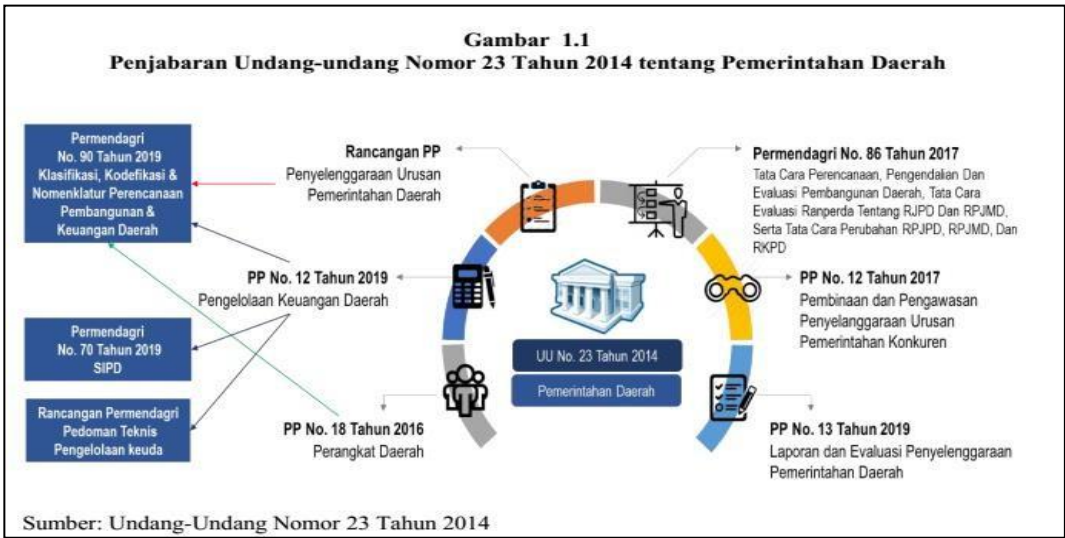 Gambar 1.1
Penjabaran Undang-undang Nomor 23 Tahun 2014 tentang Pemerintahan Daerah
Permendagri
No. 90 Tahun 2019
Klasifikasi, Kodefikasi &
Nomenklatur Perencanaan
Pembangunan &
Keuangan Daerah
Permendagri
No. 70 Tahun 2019
SIPD
Rancangan Permendagri
Pedoman Teknis
Pengelolaan keuda
Rancangan PP
Penyelenggaraan Urusan
Pemerintahan Daerah
PP No. 12 Tahun 2019
Pengelolaan Keuangan Daerah
PP No. 18 Tahun 2016
Perangkat Daerah
UU No. 23 Tahun 2014
Pemerintahan Daerah
Permendagri No. 86 Tahun 2017
Tata Cara Perencanaan, Pengendalian Dan
Evaluasi Pembangunan Daerah, Tata Cara
Evaluasi Ranperda Tentang RJPD Dan RPJMD,
Serta Tata Cara Perubahan RPJPD, RPJMD, Dan
RKPD
PP No. 12 Tahun 2017
Pembinaan dan Pengawasan
Penyelanggaraan Urusan
Pemerintahan Konkuren
PP No. 13 Tahun 2019
Laporan dan Evaluasi Penyelenggaraan
Pemerintahan Daerah
Sumber: Undang-Undang Nomor 23 Tahun 2014